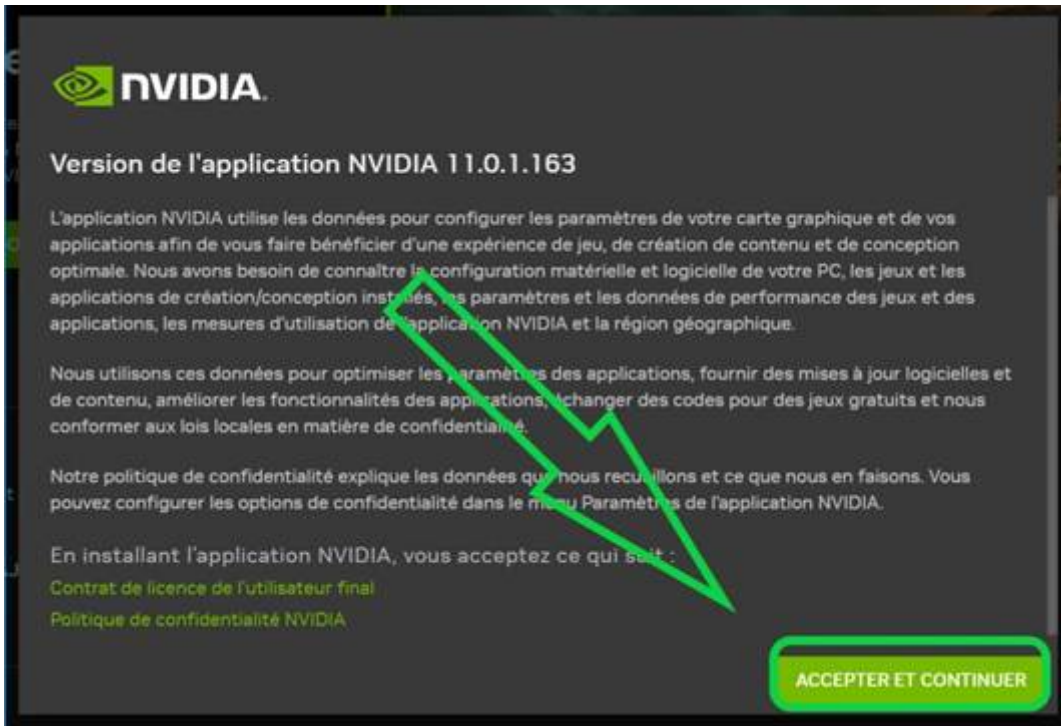 NVIDIA.
Version de l'application NVIDIA 11.0.1.163
L'application NVIDIA utilise les données pour configurer les paramètres de votre carte graphique et de vos
applications afin de vous faire bénéficier d'une expérience de jeu, de création de contenu et de conception
optimale. Nous avons besoin de connaître la configuration matérielle et logicielle de votre PC, les jeux et les
applications de création/conception installés, les paramètres et les données de performance des jeux et des
applications, les mesures d'utilisation de l'application NVIDIA et la région géographique.
Nous utilisons ces données pour optimiser les paramètres des applications, fournir des mises à jour logicielles et
de contenu, améliorer les fonctionnalités des applications, échanger des codes pour des jeux gratuits et nous
conformer aux lois locales en matière de confidentialité.
Notre politique de confidentialité explique les données que nous recueillons et ce que nous en faisons. Vous
pouvez configurer les options de confidentialité dans le menu Paramètres de l'application NVIDIA.
En installant l'application NVIDIA, vous acceptez ce qui suit :
Contrat de licence de l'utilisateur final
Politique de confidentialité NVIDIA
ACCEPTER ET CONTINUER